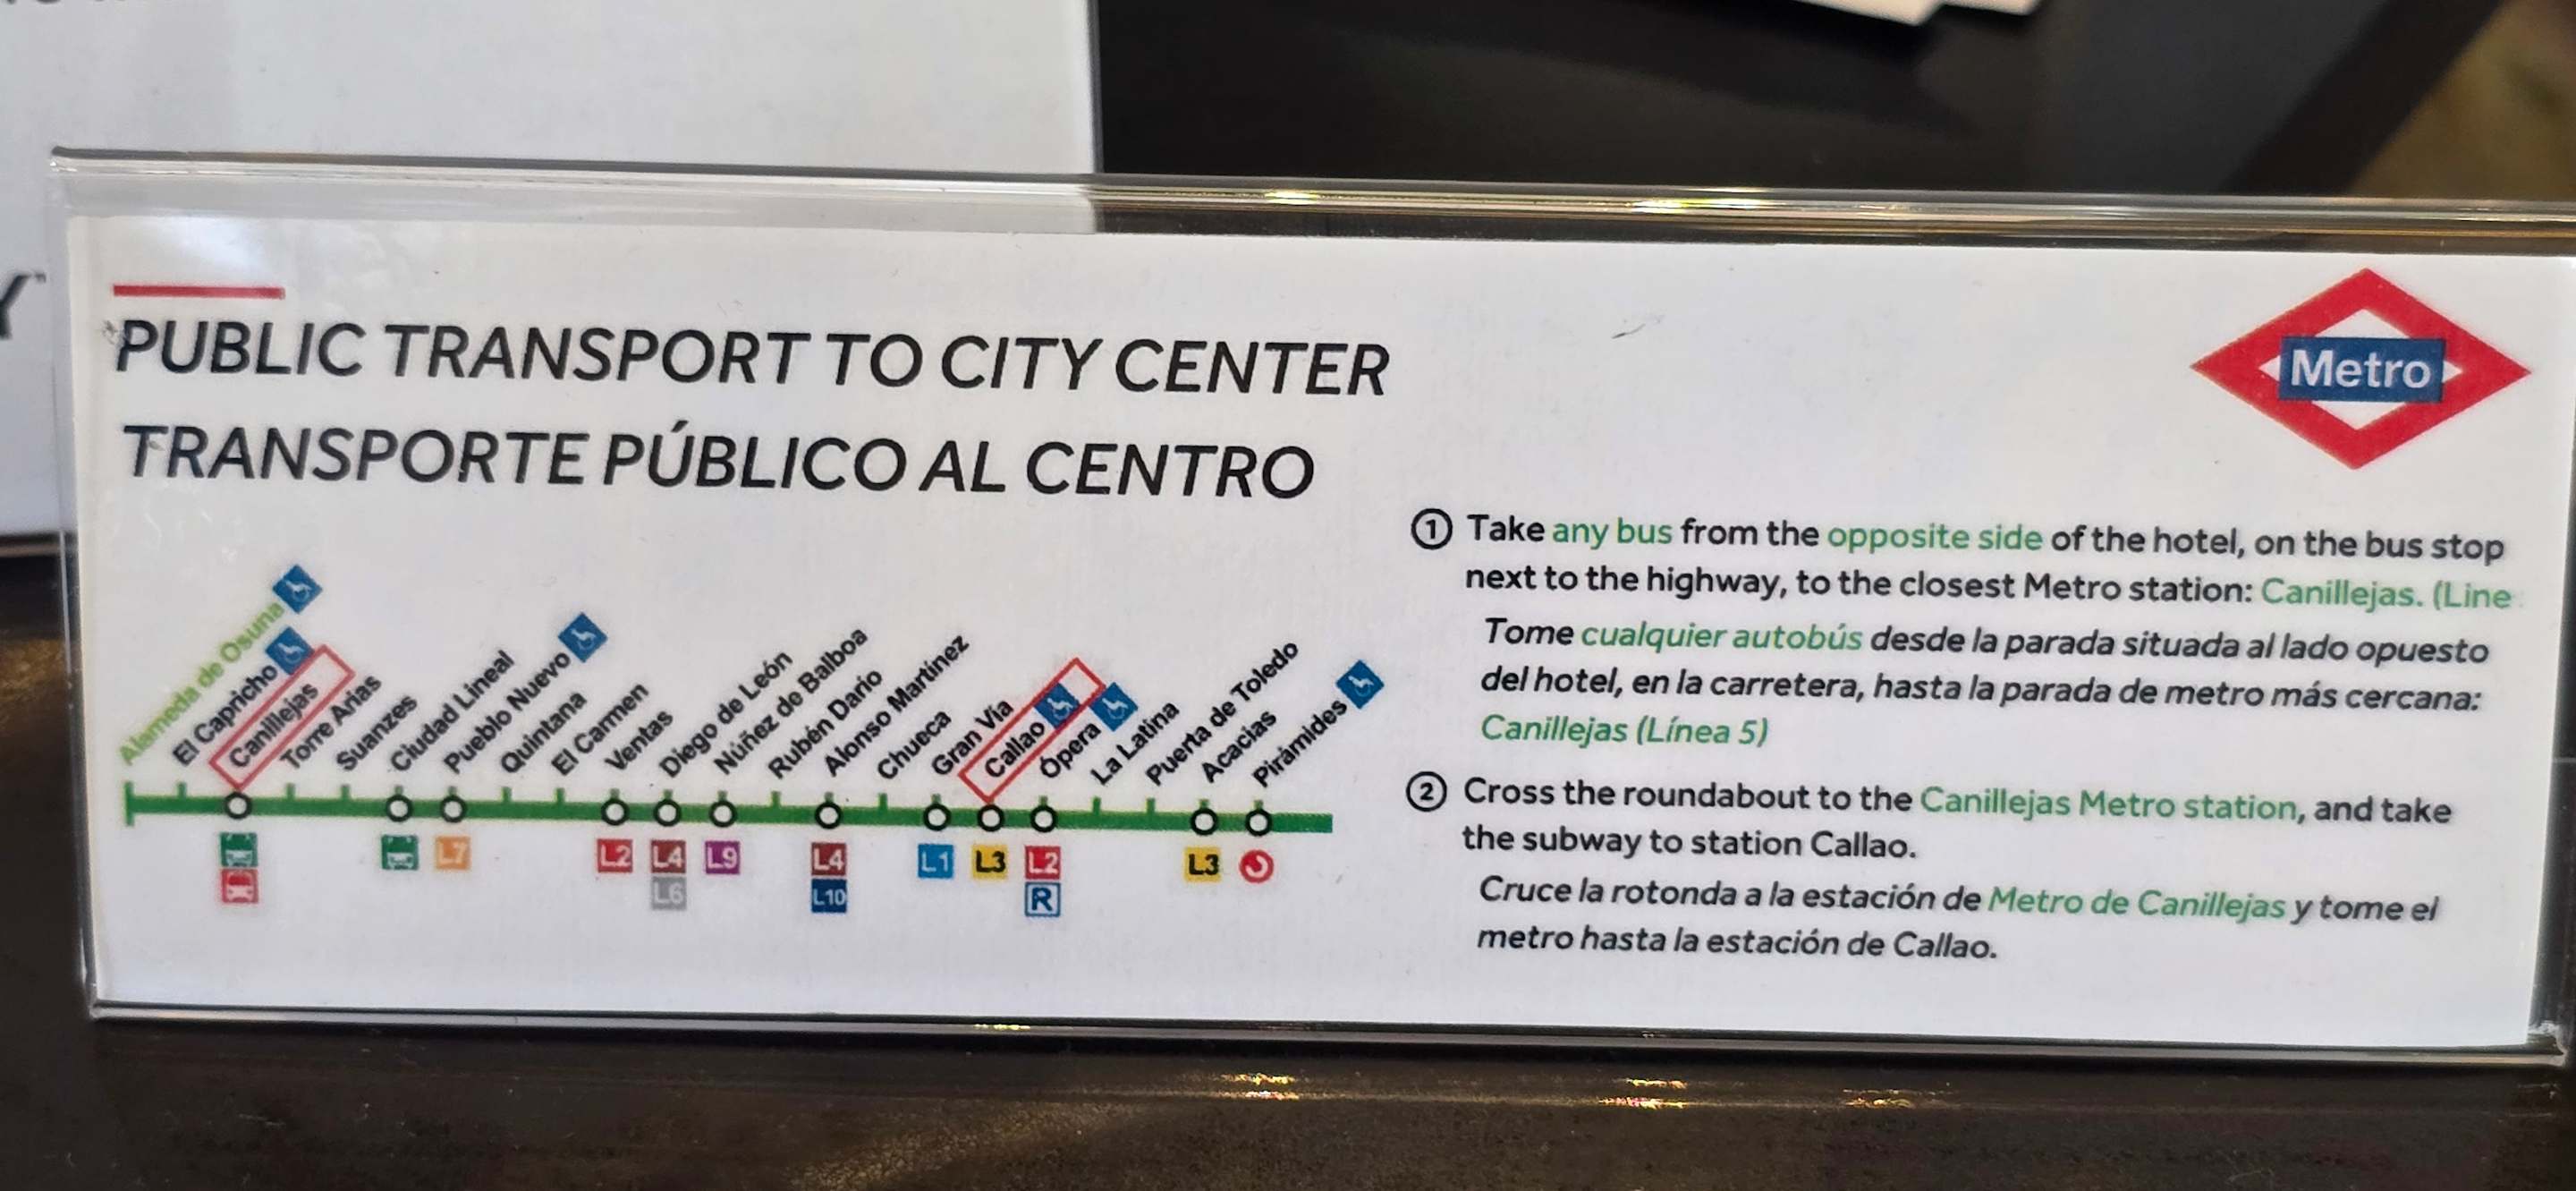 Y™
PUBLIC TRANSPORT TO CITY CENTER
TRANSPORTE PÚBLICO AL CENTRO
Metro
Alameda de Osuna
El Capricho
Canillejas
Torre Arias
Suanzes
Ciudad Lineal
Pueblo Nuevo
Quintana
El Carmen
Ventas
Diego de León
Núñez de Balboa
Rubén Darío
Alonso Martínez
Chueca
Gran Vía
Callao
Ópera
La Latina
Puerta de Toledo
Acacias
Pirámides
L7
L2
L4
L6
L9
L4
L10
L1
L3
L2
R
L3
1 Take any bus from the opposite side of the hotel, on the bus stop
next to the highway, to the closest Metro station: Canillejas. (Line
Tome cualquier autobús desde la parada situada al lado opuesto
del hotel, en la carretera, hasta la parada de metro más cercana:
Canillejas (Línea 5)
2 Cross the roundabout to the Canillejas Metro station, and take
the subway to station Callao.
Cruce la rotonda a la estación de Metro de Canillejas y tome el
metro hasta la estación de Callao.